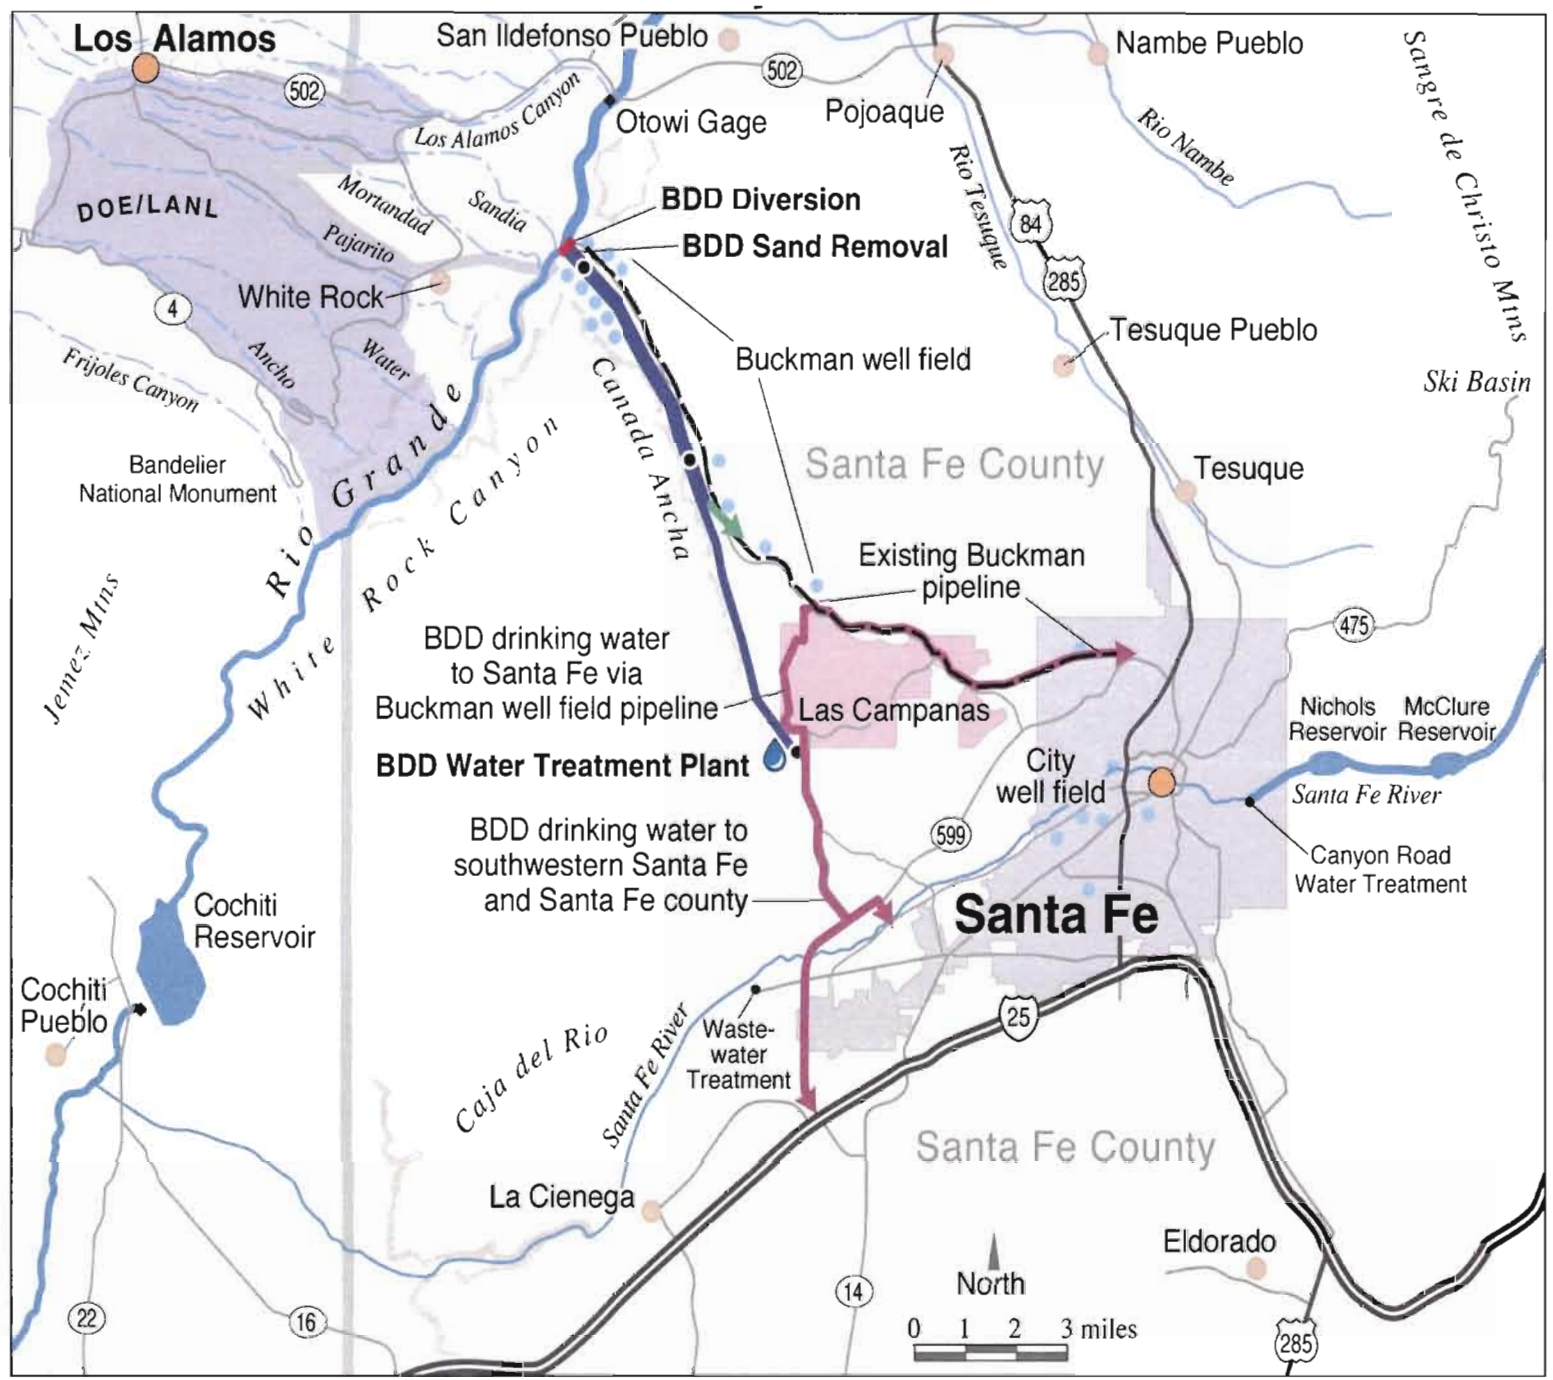 Los Alamos
San Ildefonso Pueblo
Nambe Pueblo
502
502
Pojoaque
Otowi Gage
Los Alamos Canyon
Rio Nambe
Sangre de Christo Mtns
DOE/LANL
Mortandad
Sandia
Pajarito
BDD Diversion
BDD Sand Removal
Rio Tesuque
84
285
White Rock
4
Ancho
Water
Frijoles Canyon
Buckman well field
Tesuque Pueblo
Ski Basin
Canada Ancha
Santa Fe County
Tesuque
Bandelier
National Monument
Rio Grande
White Rock Canyon
Jemez Mtns
Existing Buckman
pipeline
475
BDD drinking water
to Santa Fe via
Buckman well field pipeline
Las Campanas
Nichols
Reservoir
McClure
Reservoir
BDD Water Treatment Plant
City
well field
Santa Fe River
BDD drinking water to
southwestern Santa Fe
and Santa Fe county
599
Canyon Road
Water Treatment
Santa Fe
Cochiti
Reservoir
Cochiti
Pueblo
25
Waste-
water
Treatment
Caja del Rio
Santa Fe River
Santa Fe County
La Cienega
Eldorado
North
14
22
16
285
0 1 2 3 miles